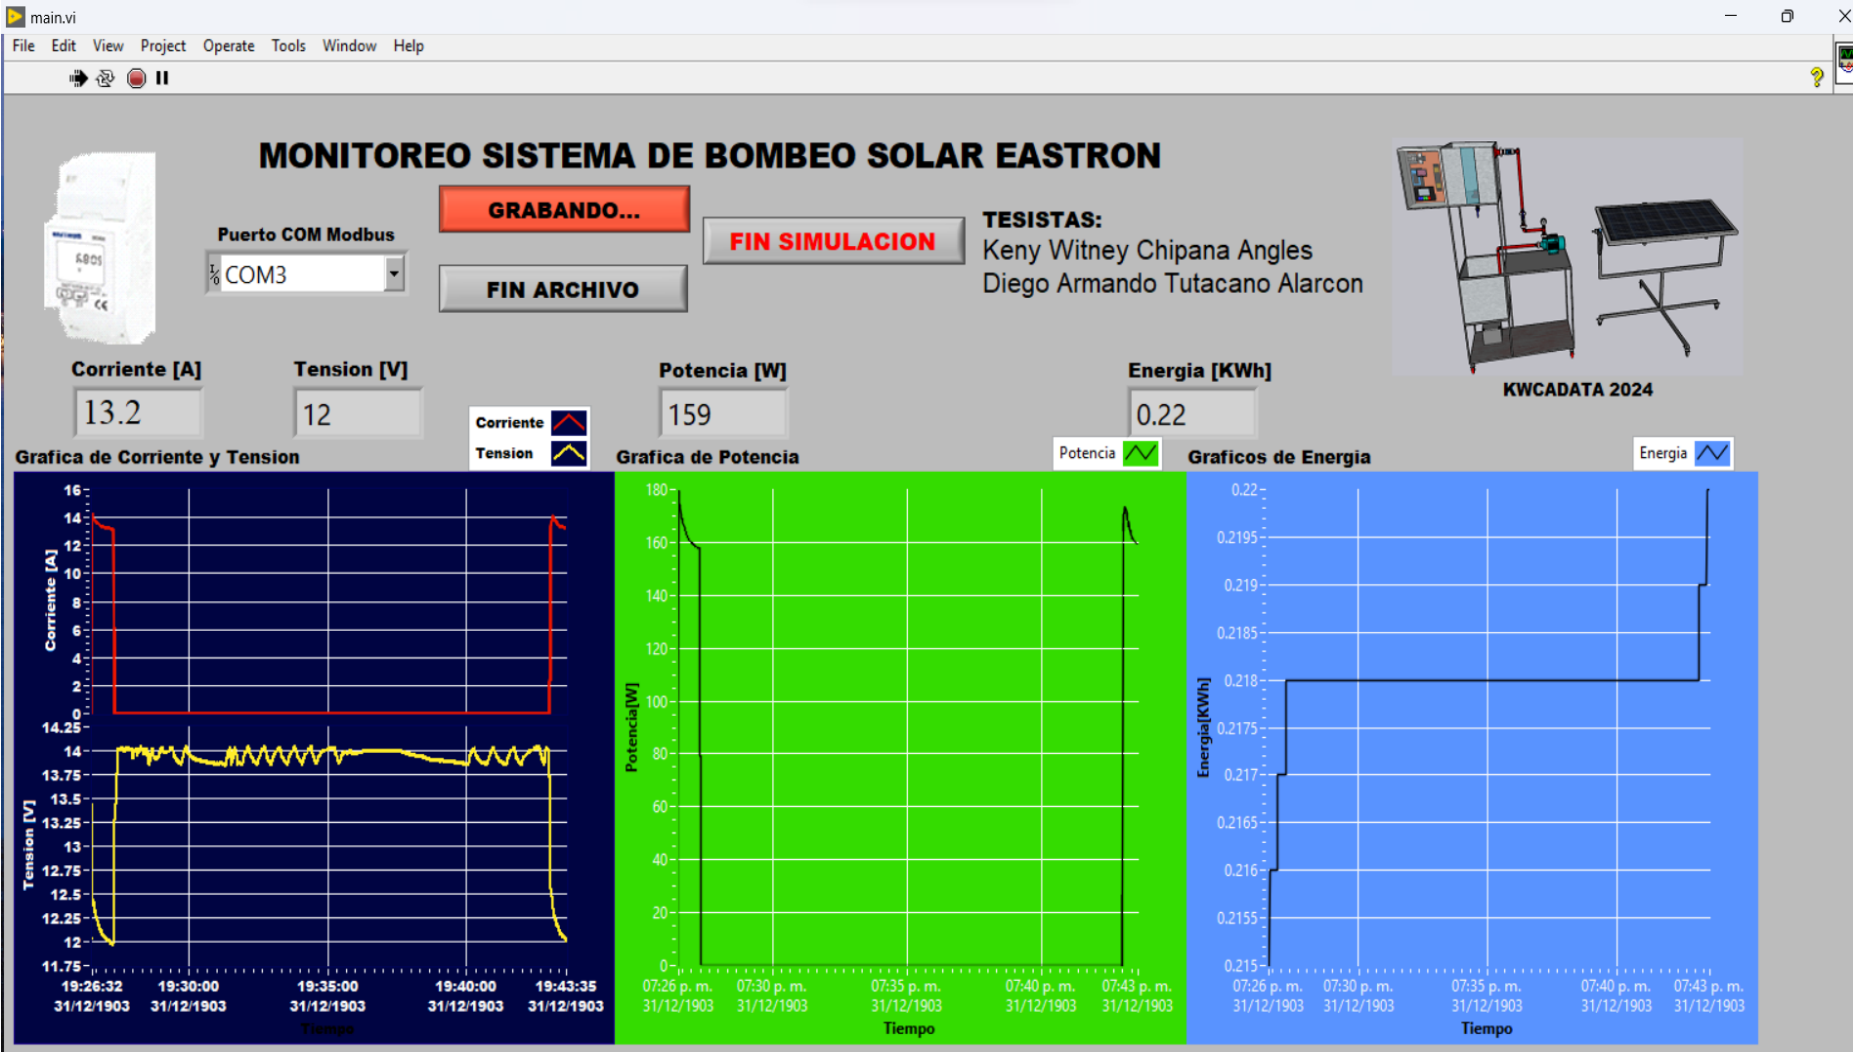 main.vi
File Edit View Project Operate Tools Window Help
MONITOREO SISTEMA DE BOMBEO SOLAR EASTRON
GRABANDO...
Puerto COM Modbus
COM3
FIN SIMULACION
FIN ARCHIVO
TESISTAS:
Keny Witney Chipana Angles
Diego Armando Tutacano Alarcon
KWCADATA 2024
Corriente [A]
13.2
Tension [V]
12
Potencia [W]
159
Energia [KWh]
0.22
Corriente
Tension
Grafica de Corriente y Tension
Corriente [A]
16
14
12
10
8
6
4
2
0
Tension [V]
14.25
14
13.75
13.5
13.25
13
12.75
12.5
12.25
12
11.75
19:26:32 19:30:00 19:35:00 19:40:00 19:43:35
31/12/1903 31/12/1903 31/12/1903 31/12/1903 31/12/1903
Tiempo
Grafica de Potencia
Potencia
Potencia[W]
180
160
140
120
100
80
60
40
20
0
07:26 p. m. 07:30 p. m. 07:35 p. m. 07:40 p. m. 07:43 p. m.
31/12/1903 31/12/1903 31/12/1903 31/12/1903 31/12/1903
Tiempo
Graficos de Energia
Energia
Energia[KWh]
0.22
0.2195
0.219
0.2185
0.218
0.2175
0.217
0.2165
0.216
0.2155
0.215
07:26 p. m. 07:30 p. m. 07:35 p. m. 07:40 p. m. 07:43 p. m.
31/12/1903 31/12/1903 31/12/1903 31/12/1903 31/12/1903
Tiempo